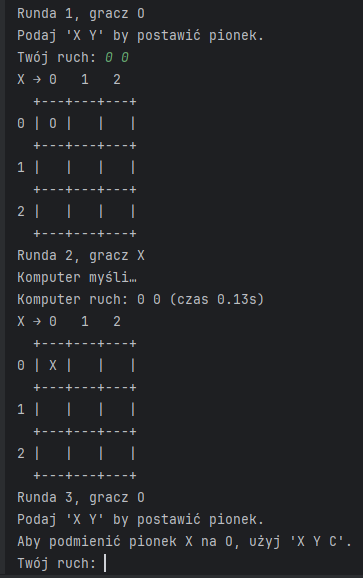 Runda 1, gracz O
Podaj 'X Y' by postawić pionek.
Twój ruch: 0 0
X → 0   1   2
  +---+---+---+
0 | O |   |   |
  +---+---+---+
1 |   |   |   |
  +---+---+---+
2 |   |   |   |
  +---+---+---+
Runda 2, gracz X
Komputer myśli…
Komputer ruch: 0 0 (czas 0.13s)
X → 0   1   2
  +---+---+---+
0 | X |   |   |
  +---+---+---+
1 |   |   |   |
  +---+---+---+
2 |   |   |   |
  +---+---+---+
Runda 3, gracz O
Podaj 'X Y' by postawić pionek.
Aby podmienić pionek X na O, użyj 'X Y C'.
Twój ruch: